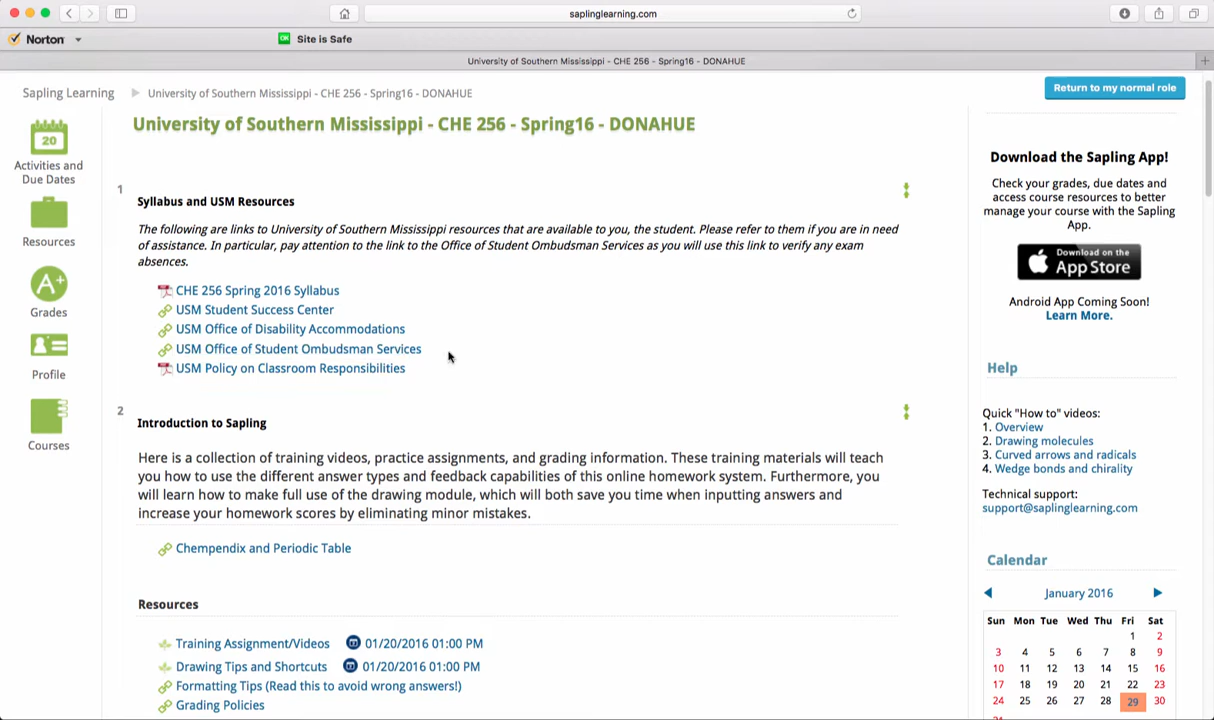 saplinglearning.com
Norton
OK Site is Safe
University of Southern Mississippi - CHE 256 - Spring16 - DONAHUE
Sapling Learning
University of Southern Mississippi - CHE 256 - Spring16 - DONAHUE
Return to my normal role
University of Southern Mississippi - CHE 256 - Spring16 - DONAHUE
20
Activities and
Due Dates
Resources
A+
Grades
Profile
Courses
1
Syllabus and USM Resources
The following are links to University of Southern Mississippi resources that are available to you, the student. Please refer to them if you are in need
of assistance. In particular, pay attention to the link to the Office of Student Ombudsman Services as you will use this link to verify any exam
absences.
CHE 256 Spring 2016 Syllabus
USM Student Success Center
USM Office of Disability Accommodations
USM Office of Student Ombudsman Services
USM Policy on Classroom Responsibilities
2
Introduction to Sapling
Here is a collection of training videos, practice assignments, and grading information. These training materials will teach
you how to use the different answer types and feedback capabilities of this online homework system. Furthermore, you
will learn how to make full use of the drawing module, which will both save you time when inputting answers and
increase your homework scores by eliminating minor mistakes.
Chempendix and Periodic Table
Resources
Training Assignment/Videos 01/20/2016 01:00 PM
Drawing Tips and Shortcuts 01/20/2016 01:00 PM
Formatting Tips (Read this to avoid wrong answers!)
Grading Policies
Download the Sapling App!
Check your grades, due dates and
access course resources to better
manage your course with the Sapling
App.
Download on the
App Store
Android App Coming Soon!
Learn More.
Help
Quick "How to" videos:
1. Overview
2. Drawing molecules
3. Curved arrows and radicals
4. Wedge bonds and chirality
Technical support:
support@saplinglearning.com
Calendar
January 2016
Sun Mon Tue Wed Thu Fri Sat
1 2
3 4 5 6 7 8 9
10 11 12 13 14 15 16
17 18 19 20 21 22 23
24 25 26 27 28 29 30